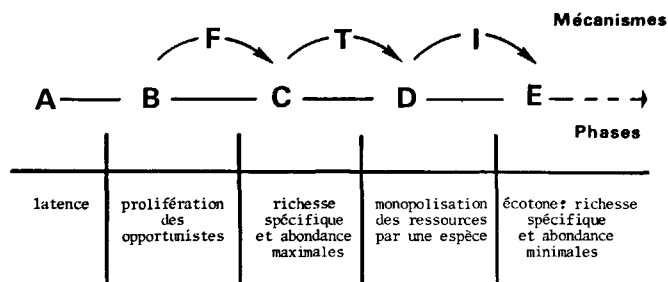 Mécanismes
F T I
A B C D E
Phases
latence
prolifération
des
opportunistes
richesse
spécifique
et abondance
maximales
monopolisation
des ressources
par une espèce
écotone: richesse
spécifique
et abondance
minimales